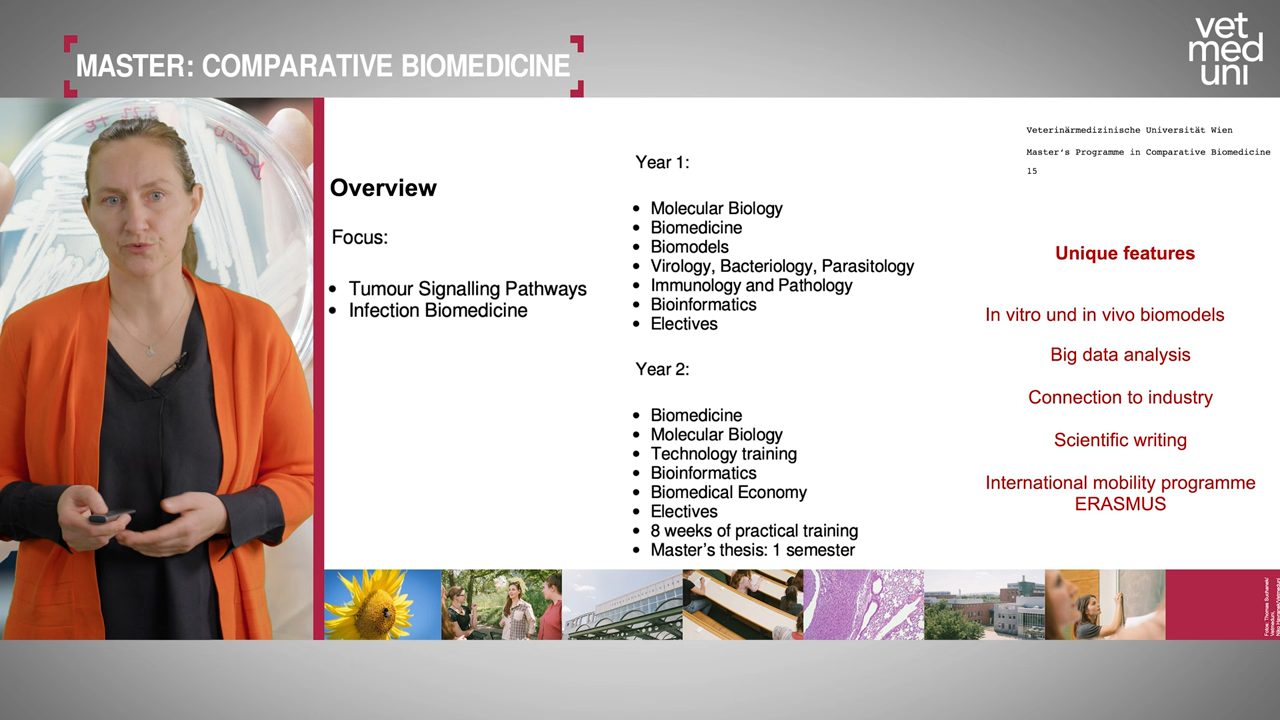 MASTER: COMPARATIVE BIOMEDICINE
vet
med
uni
Veterinärmedizinische Universität Wien
Master's Programme in Comparative Biomedicine
15
Overview
Focus:
• Tumour Signalling Pathways
• Infection Biomedicine
Year 1:
• Molecular Biology
• Biomedicine
• Biomodels
• Virology, Bacteriology, Parasitology
• Immunology and Pathology
• Bioinformatics
• Electives
Year 2:
• Biomedicine
• Molecular Biology
• Technology training
• Bioinformatics
• Biomedical Economy
• Electives
• 8 weeks of practical training
• Master's thesis: 1 semester
Unique features
In vitro und in vivo biomodels
Big data analysis
Connection to industry
Scientific writing
International mobility programme
ERASMUS